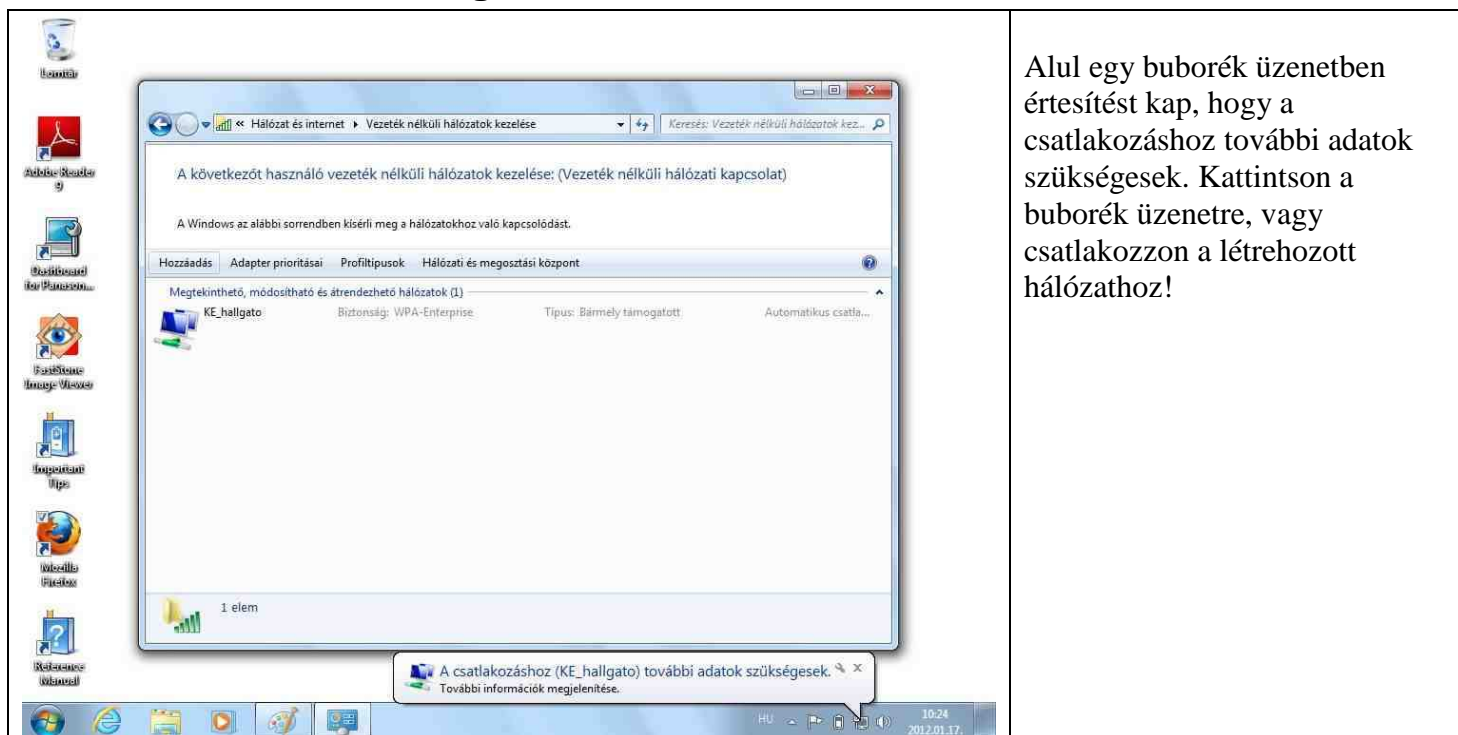 Lomtár
Adobe Reader
9
Dashboard
for Panason...
FastStone
Image Viewer
Important
Tips
Mozilla
Firefox
Reference
Manual
« Hálózat és internet Vezeték nélküli hálózatok kezelése
Keresés: Vezeték nélküli hálózatok kez...
A következőt használó vezeték nélküli hálózatok kezelése: (Vezeték nélküli hálózati kapcsolat)
A Windows az alábbi sorrendben kísérli meg a hálózatokhoz való kapcsolódást.
Hozzáadás Adapter prioritásai Profiltípusok Hálózati és megosztási központ
Megtekinthető, módosítható és átrendezhető hálózatok (1)
KE_hallgato Biztonság: WPA-Enterprise Típus: Bármely támogatott Automatikus csatla...
1 elem
A csatlakozáshoz (KE_hallgato) további adatok szükségesek.
További információk megjelenítése.
HU
10:24
2012.01.17.
Alul egy buborék üzenetben
értesítést kap, hogy a
csatlakozáshoz további adatok
szükségesek. Kattintson a
buborék üzenetre, vagy
csatlakozzon a létrehozott
hálózathoz!